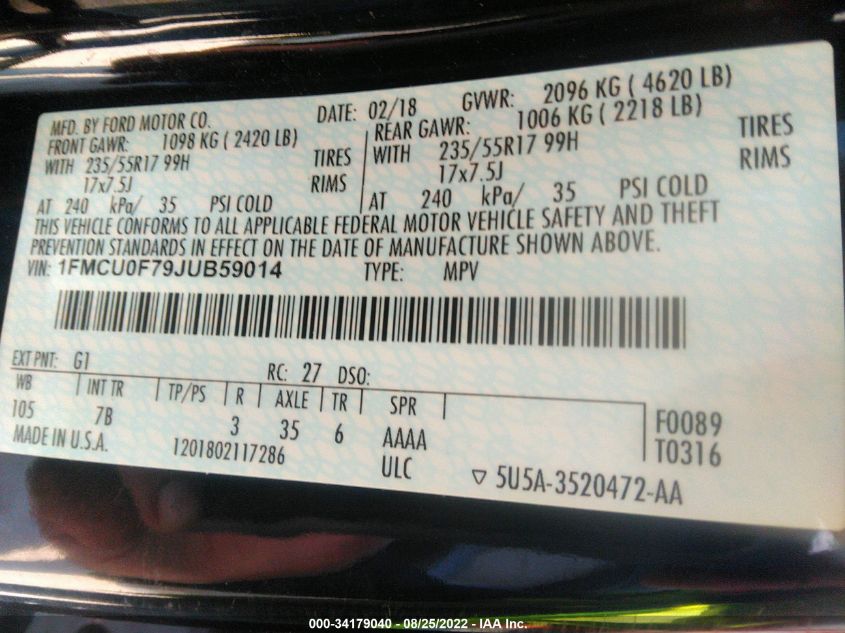 MFD. BY FORD MOTOR CO. DATE: 02/18 GVWR: 2096 KG ( 4620 LB)
FRONT GAWR: 1098 KG ( 2420 LB) REAR GAWR: 1006 KG ( 2218 LB)
WITH 235/55R17 99H TIRES WITH 235/55R17 99H TIRES
17x7.5J RIMS 17x7.5J RIMS
AT 240 kPa/ 35 PSI COLD AT 240 kPa/ 35 PSI COLD
THIS VEHICLE CONFORMS TO ALL APPLICABLE FEDERAL MOTOR VEHICLE SAFETY AND THEFT
PREVENTION STANDARDS IN EFFECT ON THE DATE OF MANUFACTURE SHOWN ABOVE.
VIN: 1FMCU0F79JUB59014 TYPE: MPV
EXT PNT: G1 RC: 27 DSO:
WB INT TR TP/PS R AXLE TR SPR
105 7B 3 35 6 AAAA F0089
MADE IN U.S.A. 1201802117286 ULC T0316
5U5A-3520472-AA
000-34179040 - 08/25/2022 - IAA Inc.